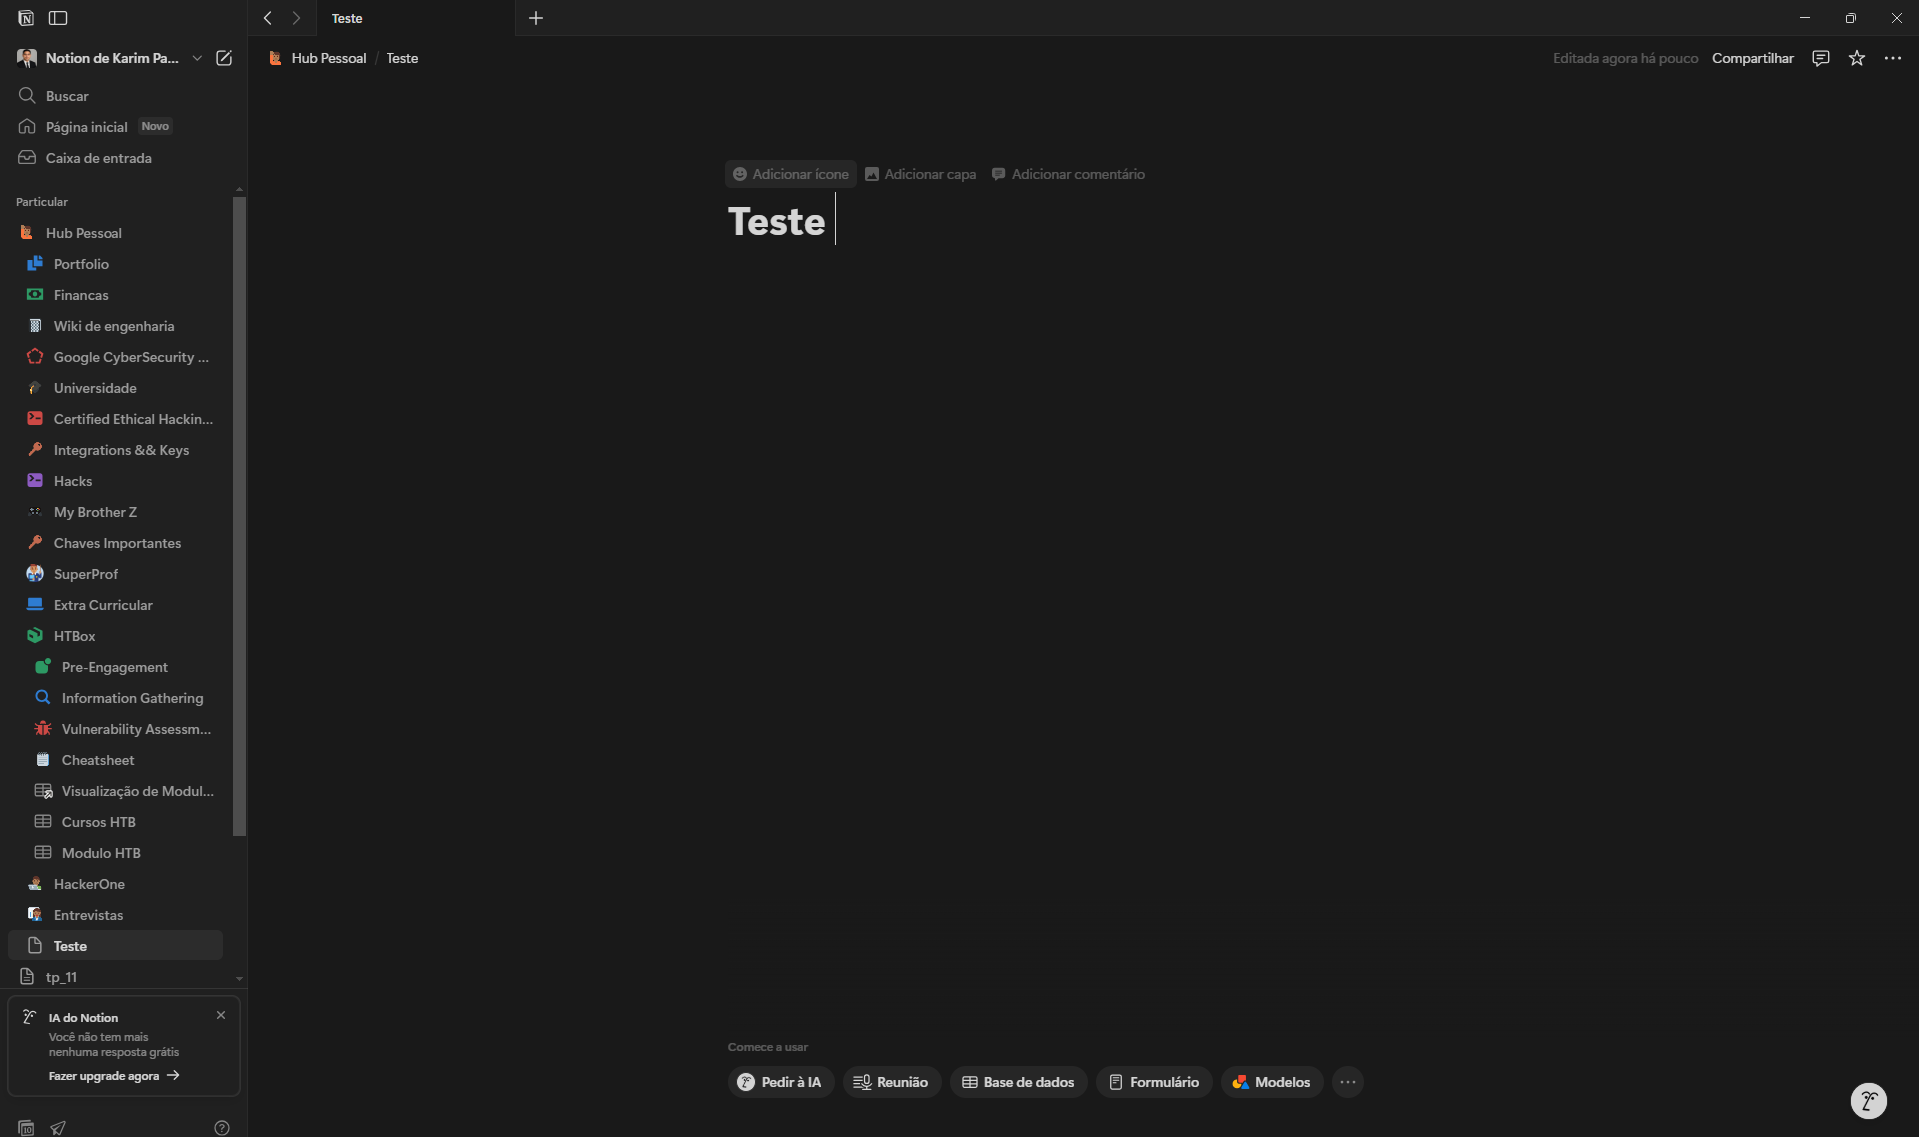 Teste
Notion de Karim Pa...
Hub Pessoal / Teste
Editada agora há pouco
Compartilhar
Buscar
Página inicial Novo
Caixa de entrada
Particular
Hub Pessoal
Portfolio
Financas
Wiki de engenharia
Google CyberSecurity ...
Universidade
Certified Ethical Hackin...
Integrations && Keys
Hacks
My Brother Z
Chaves Importantes
SuperProf
Extra Curricular
HTBox
Pre-Engagement
Information Gathering
Vulnerability Assessm...
Cheatsheet
Visualização de Modul...
Cursos HTB
Modulo HTB
HackerOne
Entrevistas
Teste
tp_11
IA do Notion
Você não tem mais
nenhuma resposta grátis
Fazer upgrade agora
Adicionar ícone
Adicionar capa
Adicionar comentário
Teste
Comece a usar
Pedir à IA
Reunião
Base de dados
Formulário
Modelos